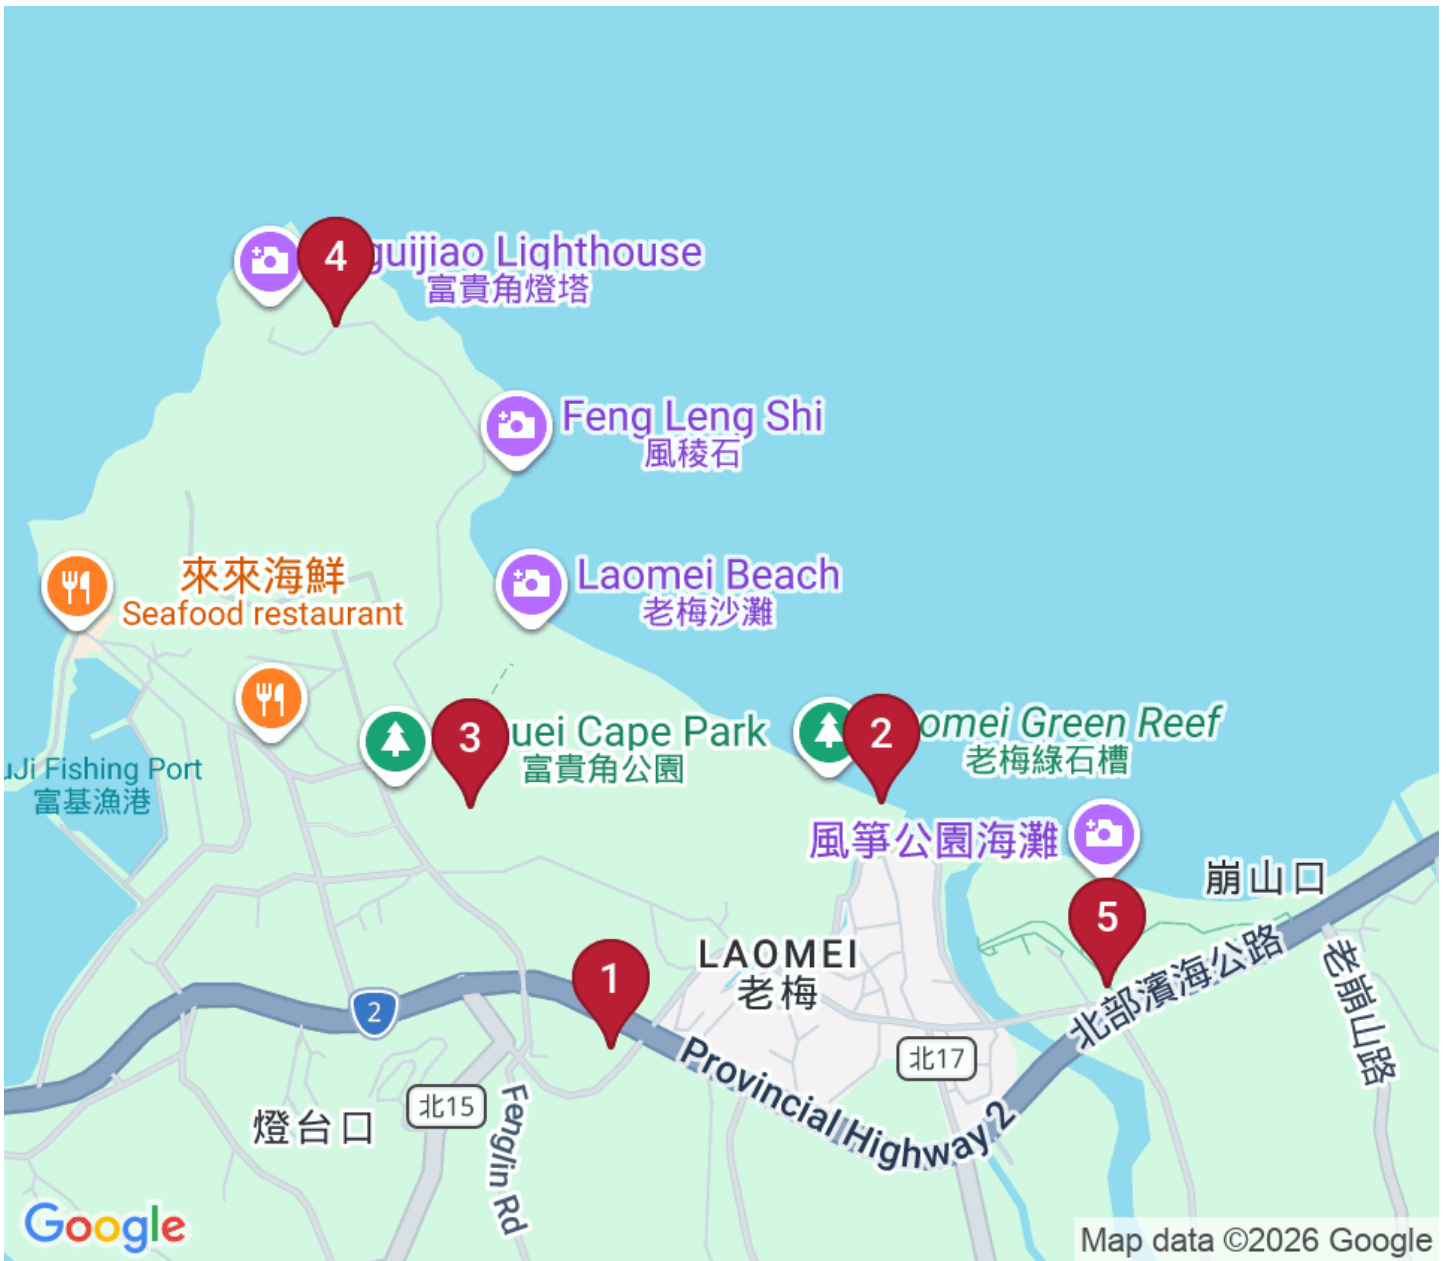 4
guijiao Lighthouse
富貴角燈塔
Feng Leng Shi
風稜石
來來海鮮
Seafood restaurant
Laomei Beach
老梅沙灘
3
uei Cape Park
富貴角公園
2
omei Green Reef
老梅綠石槽
uJi Fishing Port
富基漁港
風箏公園海灘
崩山口
5
1
LAOMEI
老梅
2
北部濱海公路
老崩山路
北17
Provincial Highway 2
北15
燈台口
Fenglin Rd
Google
Map data ©2026 Google